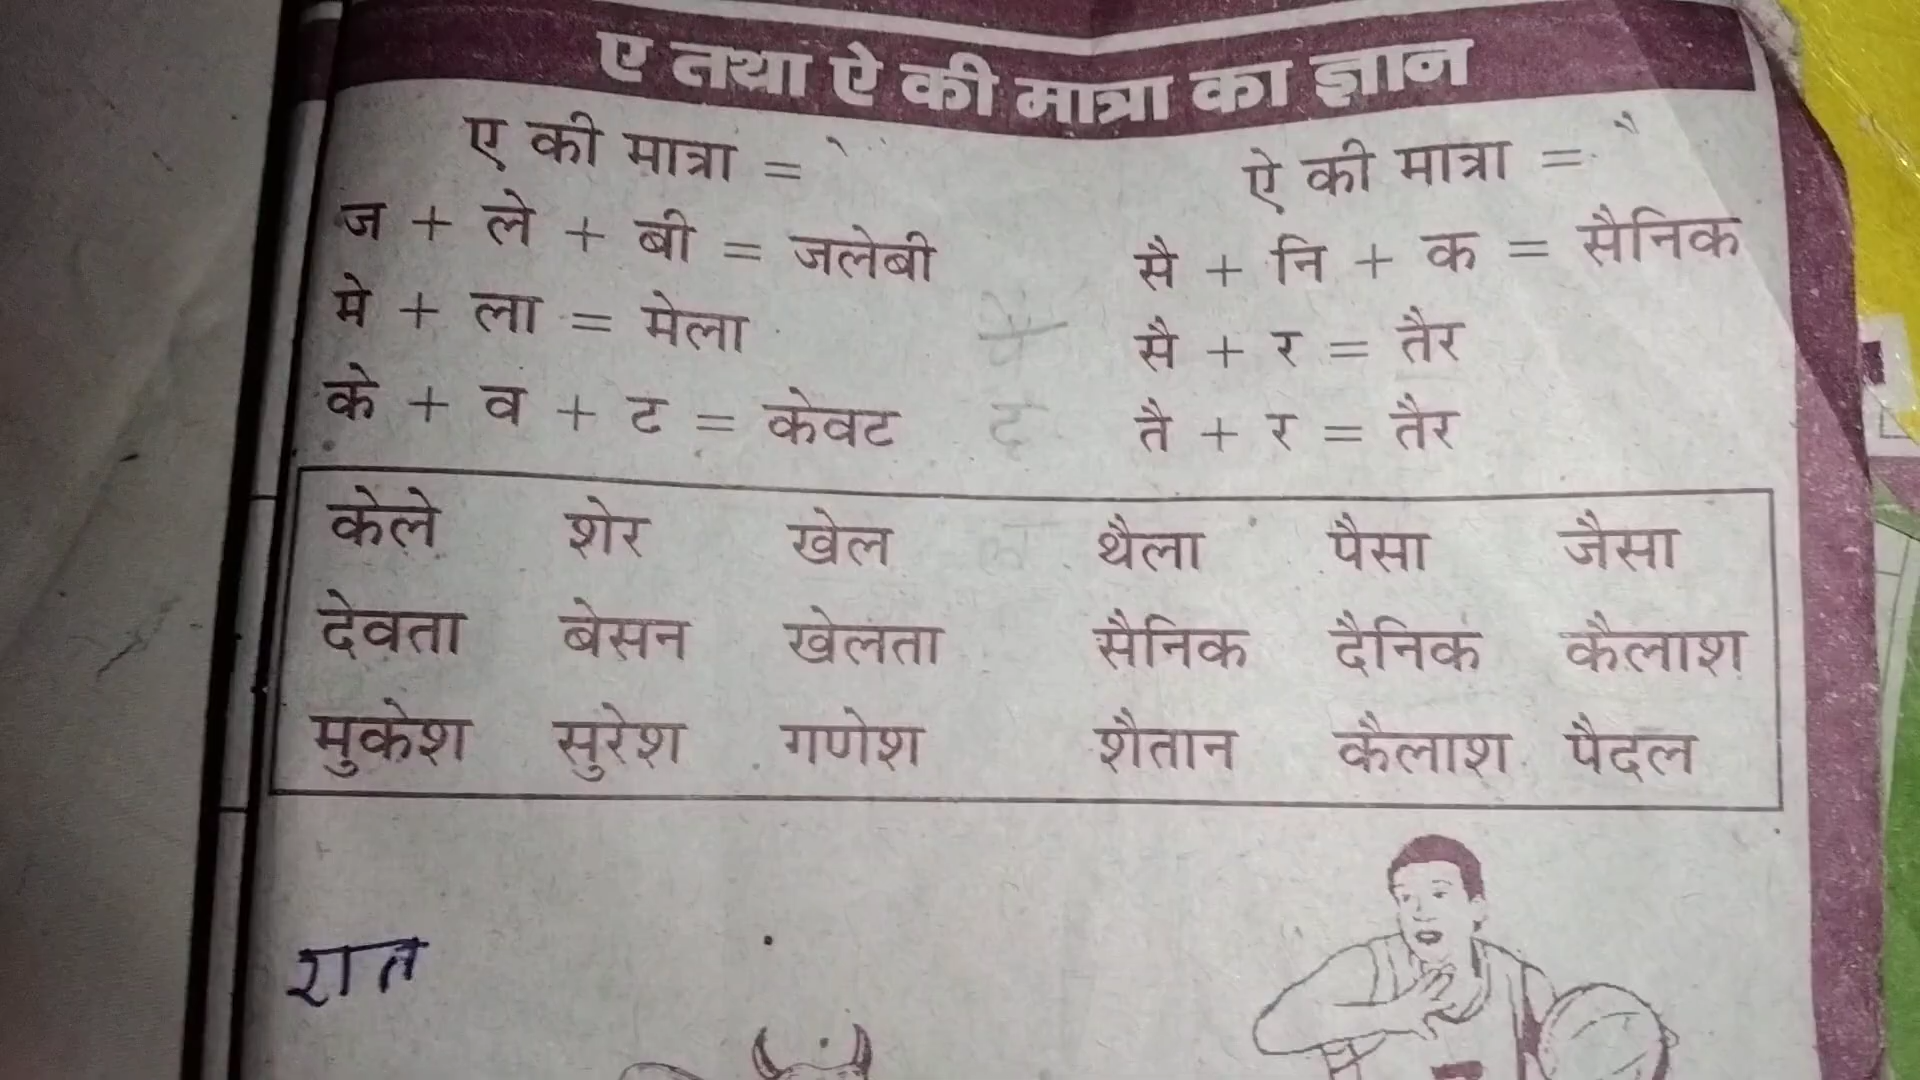 ए तथा ऐ की मात्रा का ज्ञान
ए की मात्रा = े
ज + ले + बी = जलेबी
मे + ला = मेला
के + व + ट = केवट
ऐ की मात्रा = ै
सै + नि + क = सैनिक
सै + र = तैर
तै + र = तैर
केले शेर खेल थैला पैसा जैसा
देवता बेसन खेलता सैनिक दैनिक कैलाश
मुकेश सुरेश गणेश शैतान कैलाश पैदल
रात